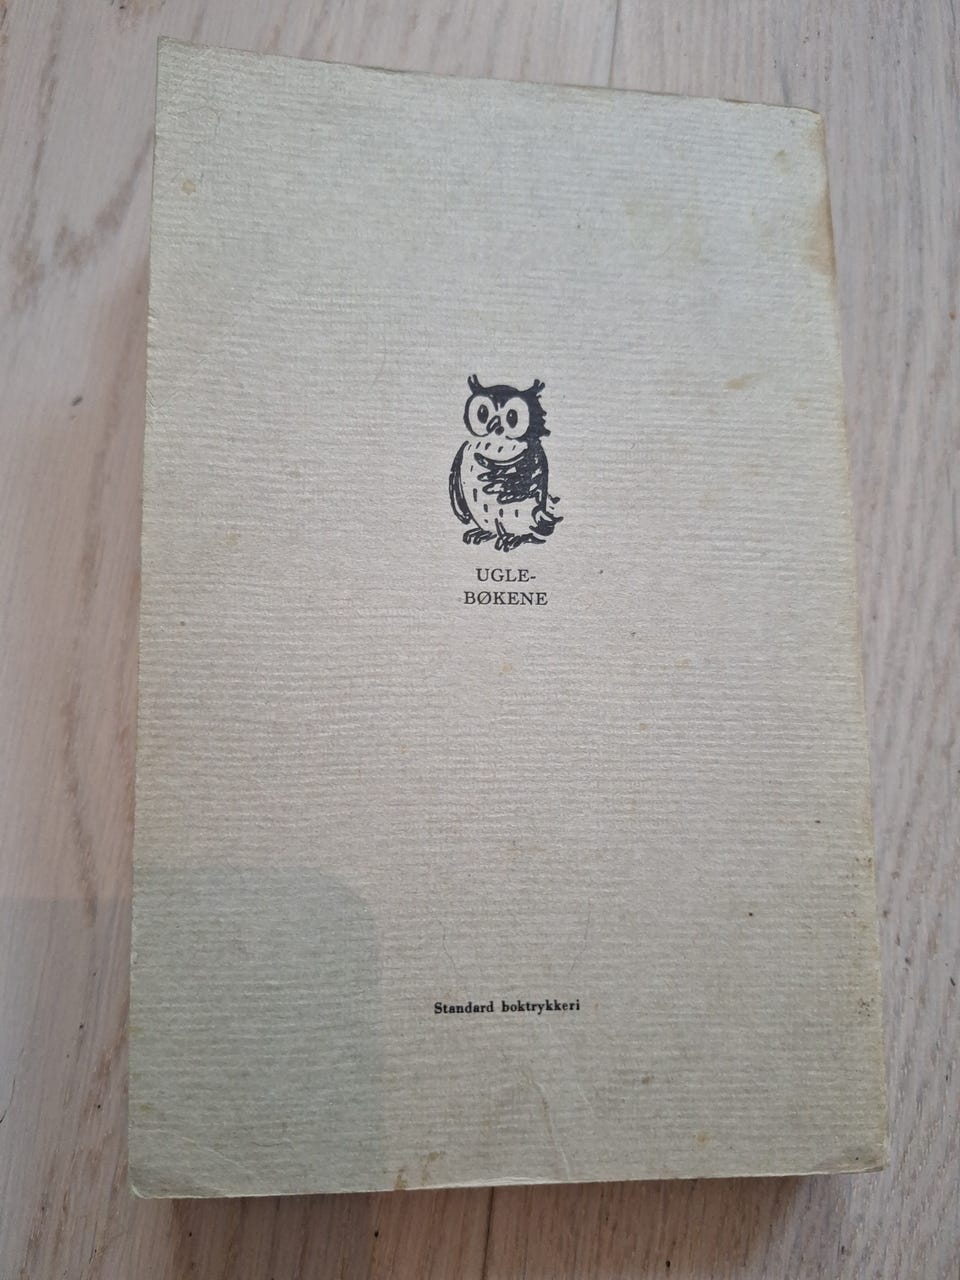 UGLE-
BØKENE
Standard boktrykkeri